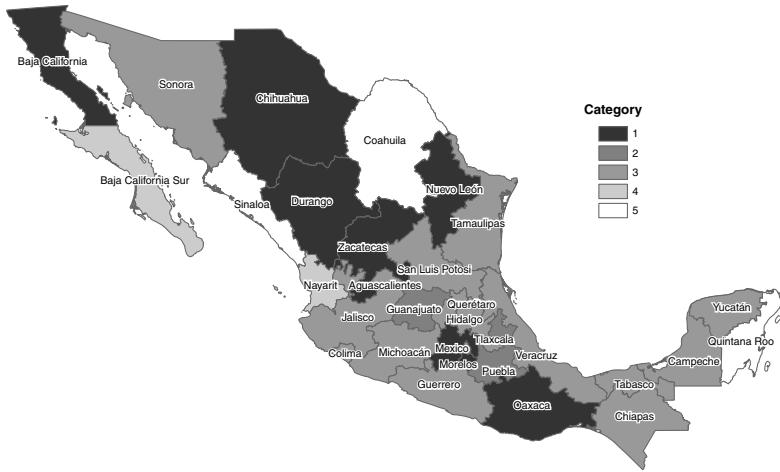 Baja California
Sonora
Chihuahua
Coahuila
Category
1
2
3
4
5
Baja California Sur
Sinaloa
Durango
Nuevo León
Tamaulipas
Zacatecas
San Luis Potosí
Nayarit
Aguascalientes
Jalisco
Guanajuato
Querétaro
Hidalgo
Yucatán
Quintana Roo
Colima
Michoacán
Mexico
Tlaxcala
Morelos
Veracruz
Puebla
Campeche
Guerrero
Tabasco
Oaxaca
Chiapas